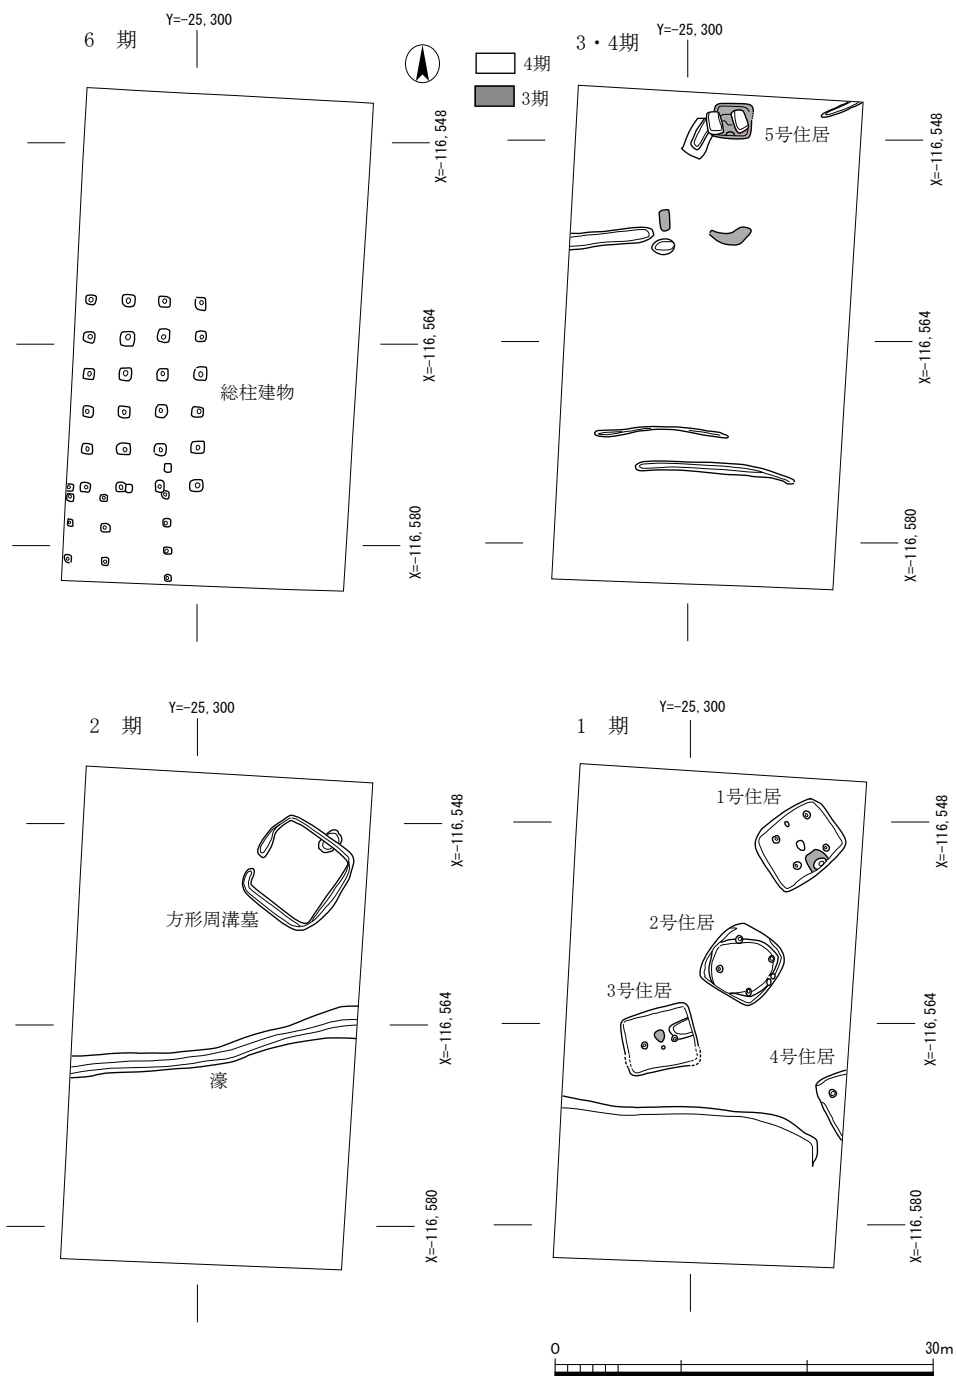 6　期
Y=-25,300
X=-116,548
X=-116,564
X=-116,580
総柱建物
4期
3期
3・4期
Y=-25,300
5号住居
X=-116,548
X=-116,564
X=-116,580
2　期
Y=-25,300
方形周溝墓
濠
X=-116,548
X=-116,564
X=-116,580
1　期
Y=-25,300
1号住居
2号住居
3号住居
4号住居
X=-116,548
X=-116,564
X=-116,580
0
30m